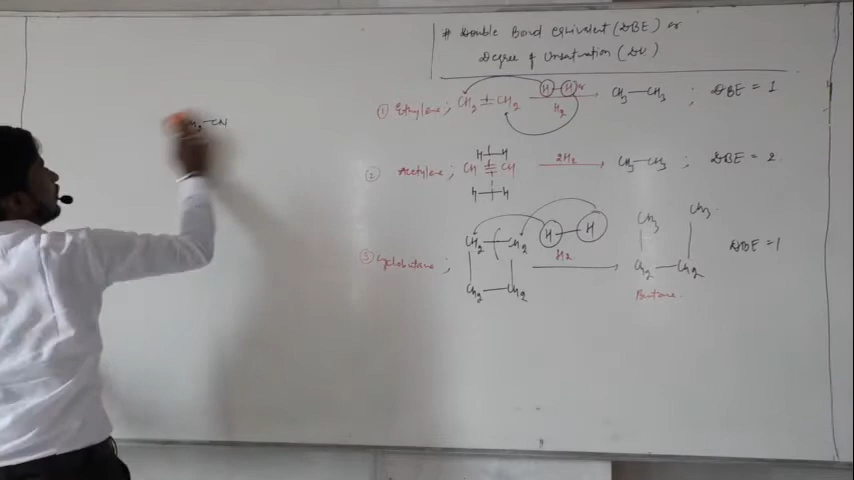 # Double Bond Equivalent (DBE) or
Degree of Unsaturation (DU)
① Ethylene; CH2 = CH2 H—H H2 → CH3—CH3 ; DBE = 1
② Acetylene; CH ≡ CH H—H H—H 2H2 → CH3—CH3 ; DBE = 2
③ Cyclobutane; CH2—CH2 CH2—CH2 H—H H2 → CH3 CH3 CH2—CH2 DBE = 1
Butane.